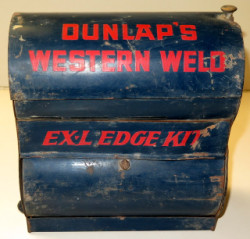 DUNLAP'S
WESTERN WELD
EX-L EDGE KIT